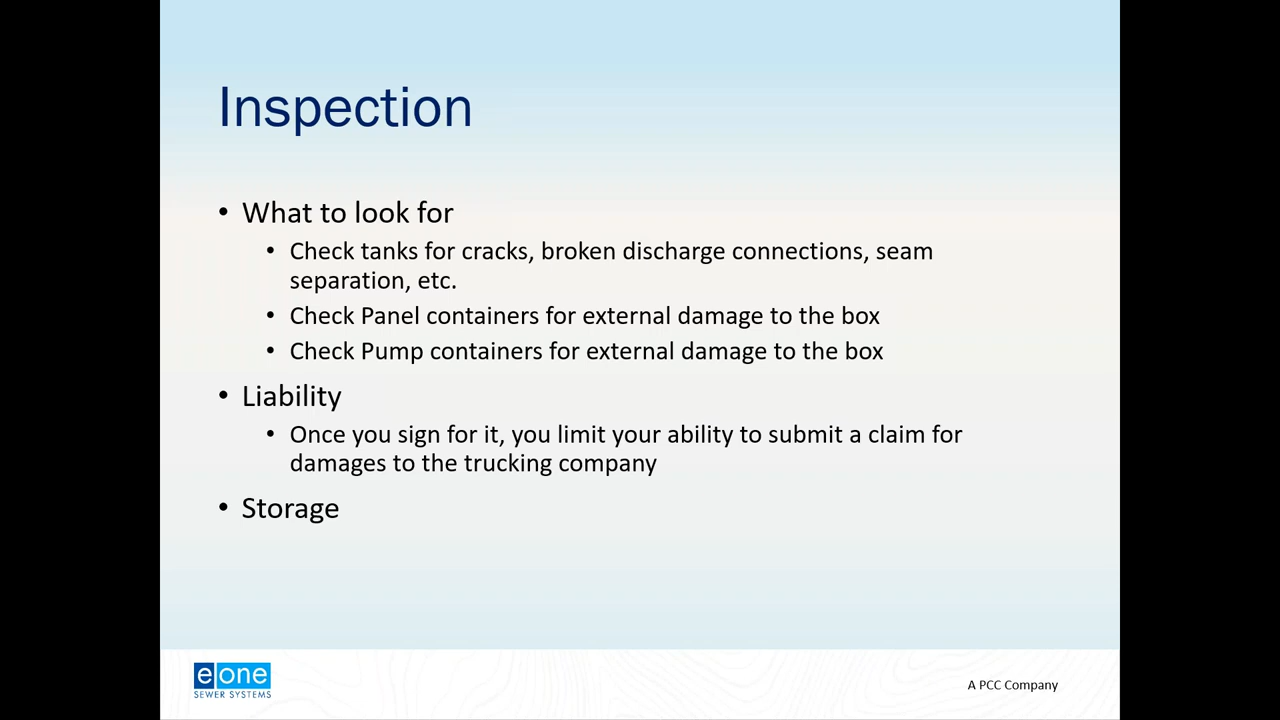 Inspection
• What to look for
• Check tanks for cracks, broken discharge connections, seam
separation, etc.
• Check Panel containers for external damage to the box
• Check Pump containers for external damage to the box
• Liability
• Once you sign for it, you limit your ability to submit a claim for
damages to the trucking company
• Storage
e one
SEWER SYSTEMS
A PCC Company